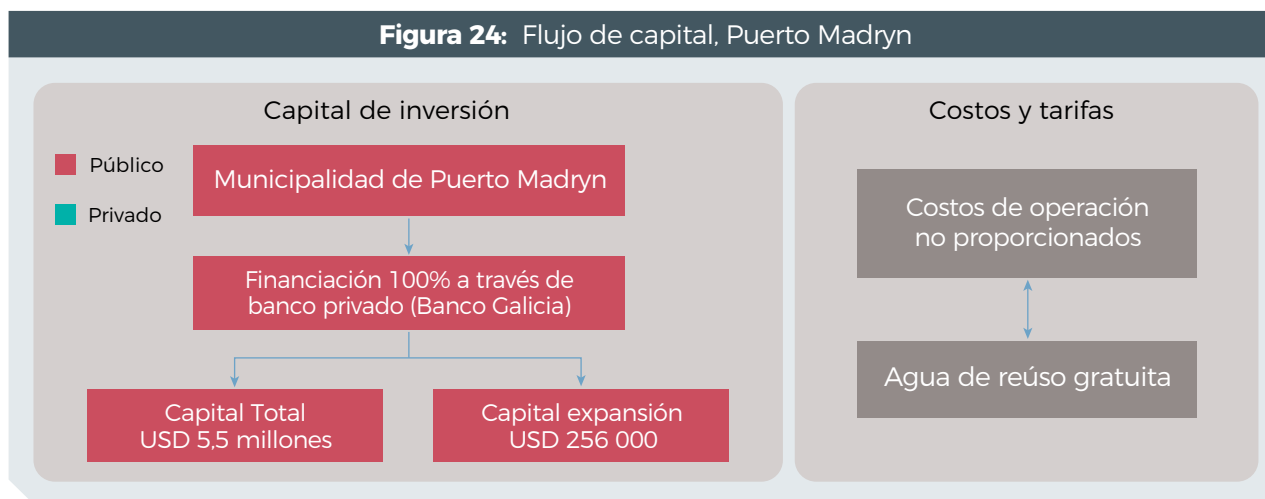 Figura 24: Flujo de capital, Puerto Madryn
Capital de inversión
Público
Privado
Municipalidad de Puerto Madryn
Financiación 100% a través de
banco privado (Banco Galicia)
Capital Total
USD 5,5 millones
Capital expansión
USD 256 000
Costos y tarifas
Costos de operación
no proporcionados
Agua de reúso gratuita